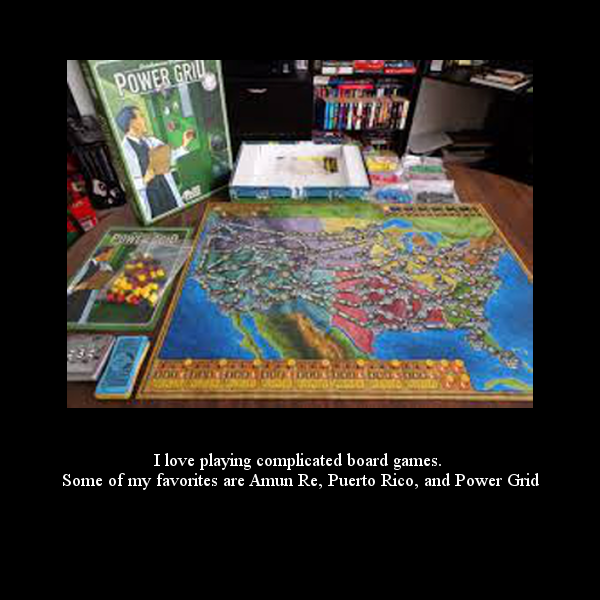 POWER GRID
POWER GRID
I love playing complicated board games.
Some of my favorites are Amun Re, Puerto Rico, and Power Grid